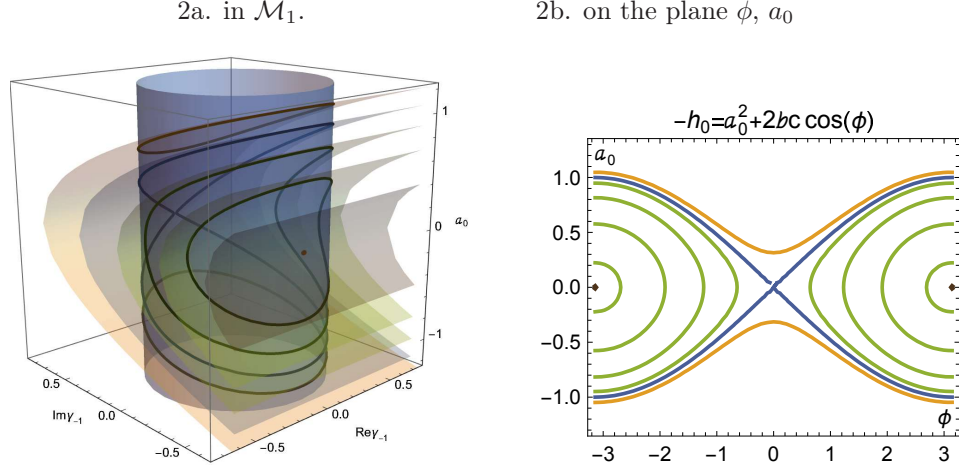 2a. in ℳ₁.
2b. on the plane ϕ, a₀
1
0
-1
a₀
0.5
0.0
-0.5
Imγ₋₁
-0.5
0.0
0.5
Reγ₋₁
-h₀=a₀²+2bc cos(ϕ)
a₀
1.0
0.5
0.0
-0.5
-1.0
ϕ
-3 -2 -1 0 1 2 3